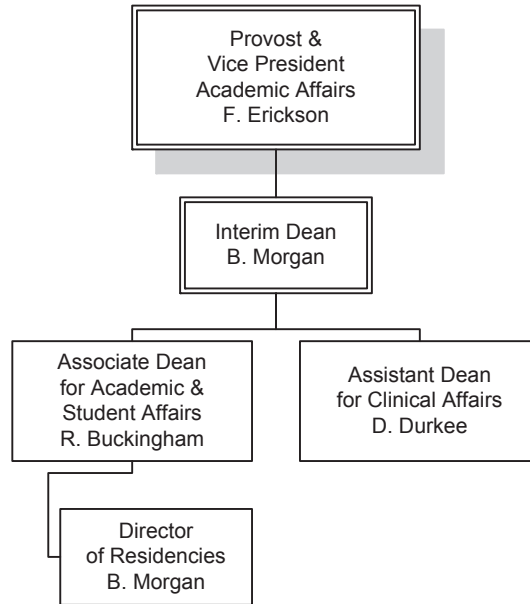 Provost &
Vice President
Academic Affairs
F. Erickson
Interim Dean
B. Morgan
Associate Dean
for Academic &
Student Affairs
R. Buckingham
Assistant Dean
for Clinical Affairs
D. Durkee
Director
of Residencies
B. Morgan